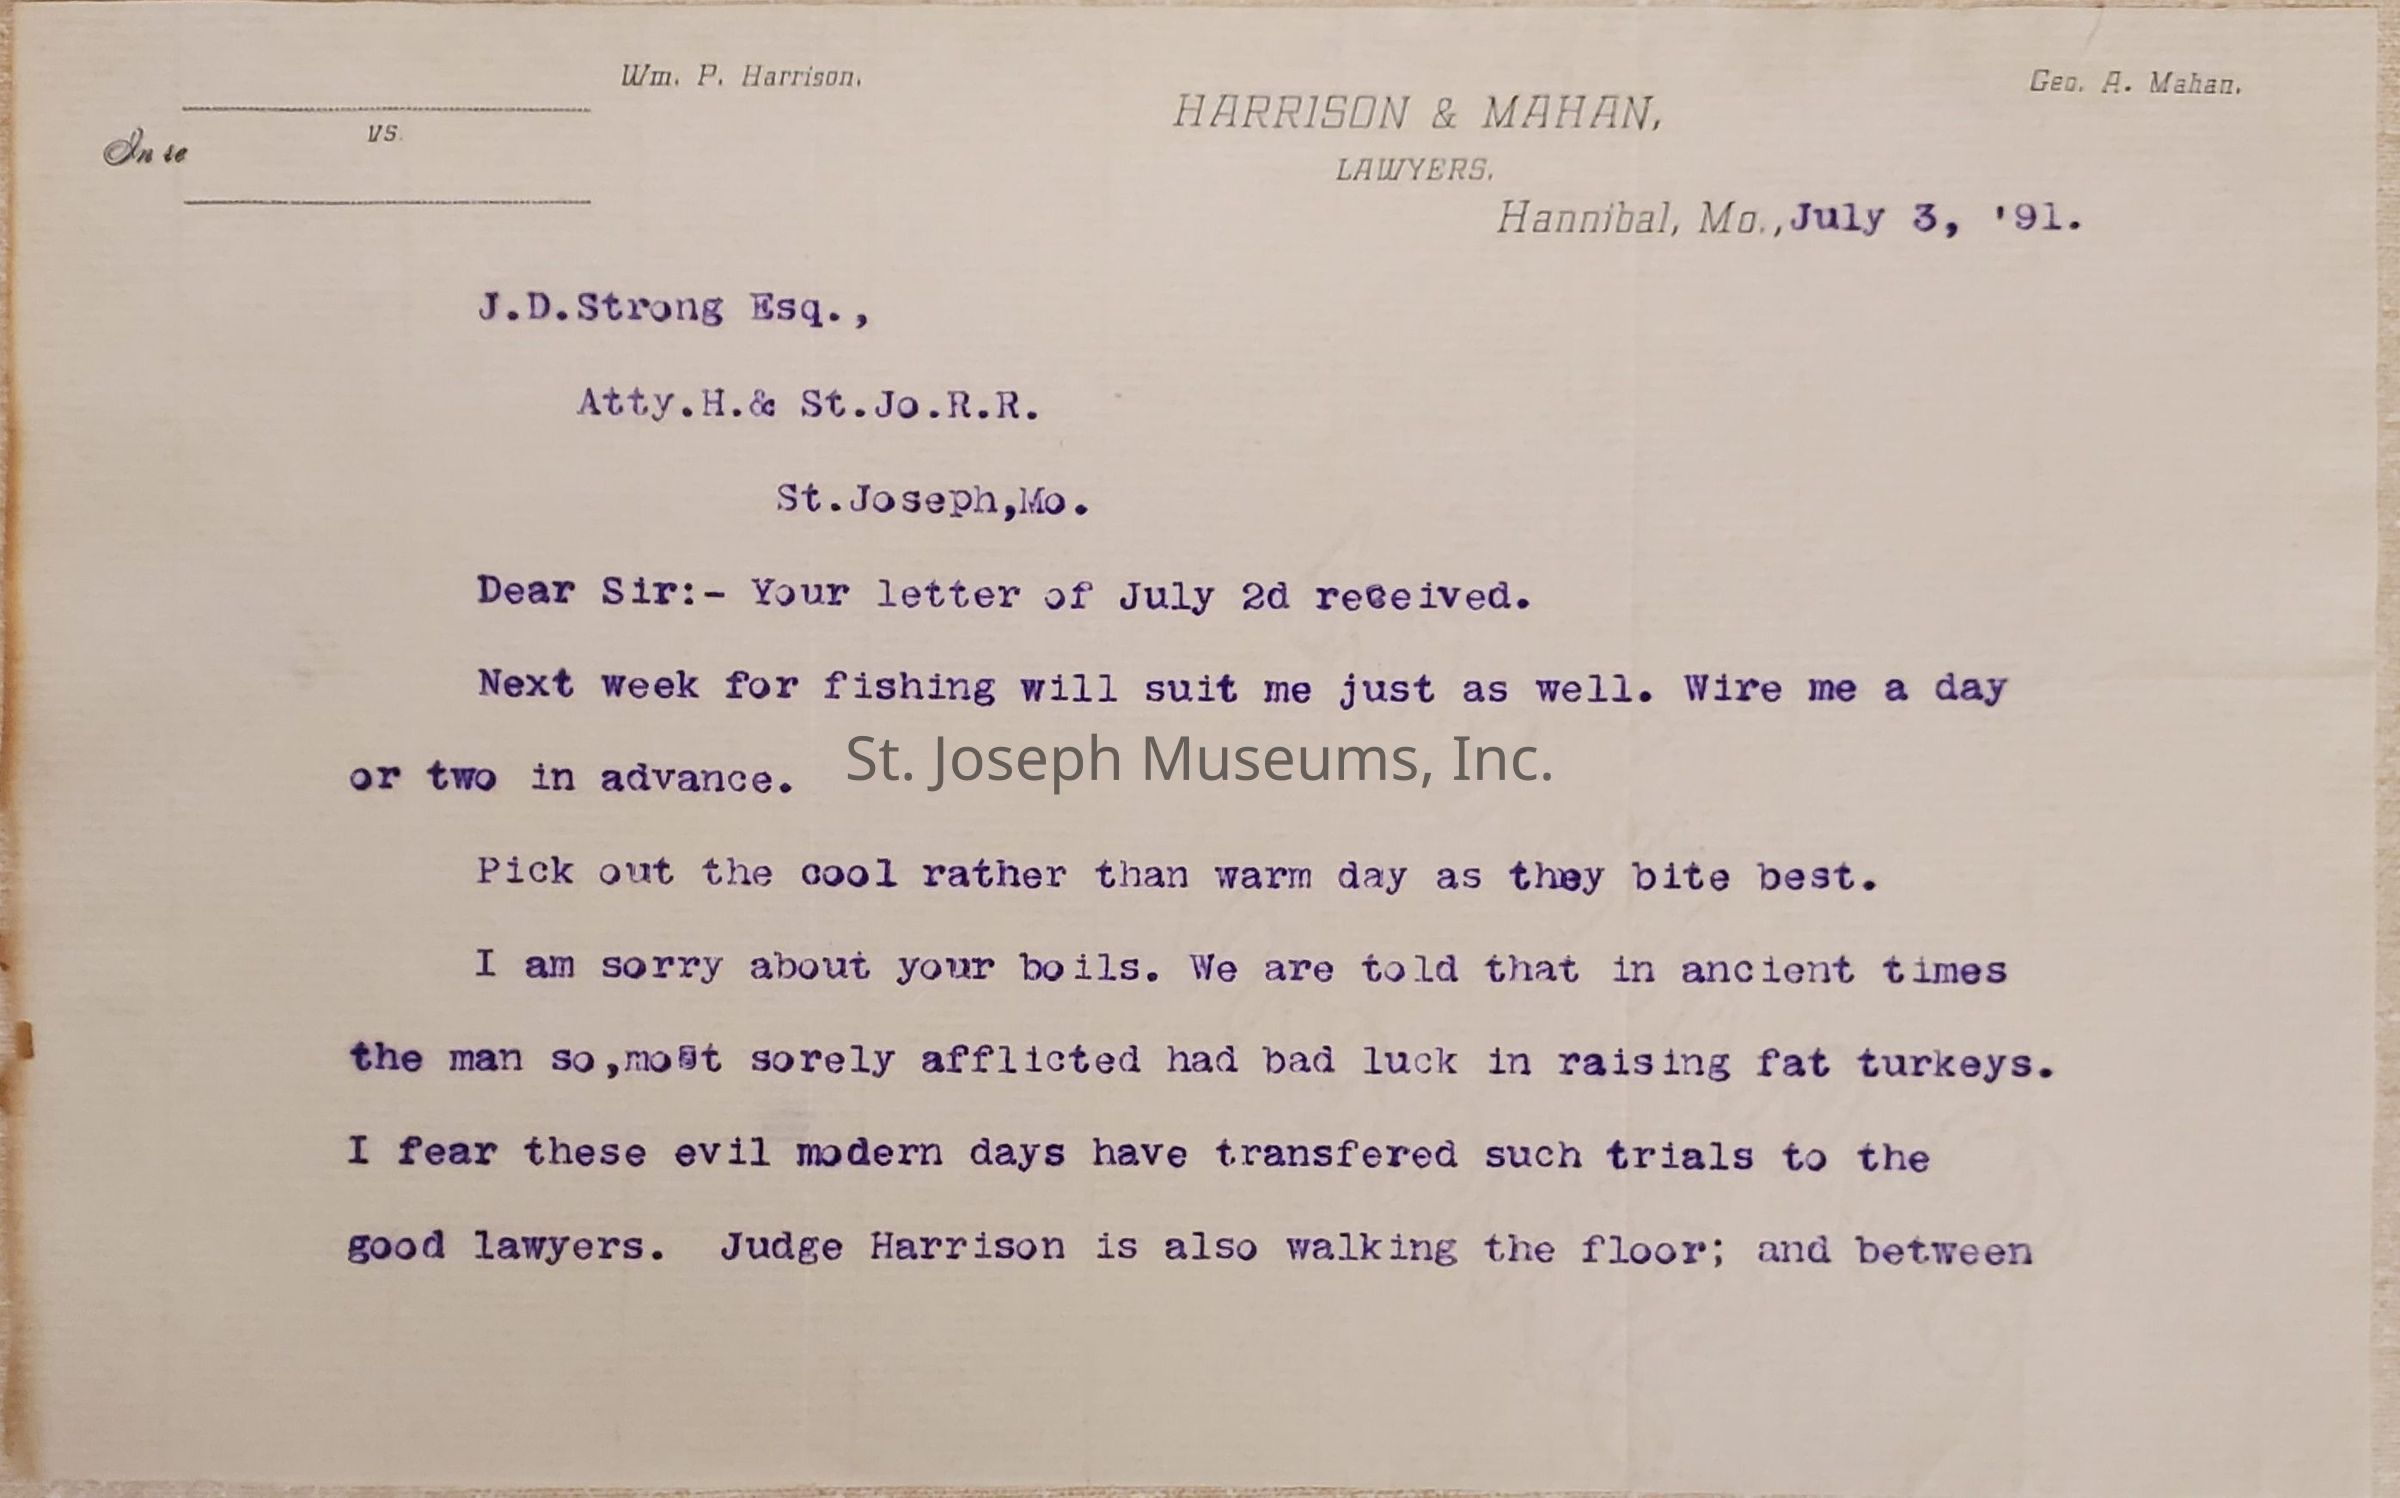 Wm. P. Harrison.
Geo. A. Mahan.
HARRISON & MAHAN,
LAWYERS.
In re
vs.
Hannibal, Mo., July 3, '91.
J.D.Strong Esq.,
Atty.H.& St.Jo.R.R.
St.Joseph,Mo.
Dear Sir:- Your letter of July 2d received.
Next week for fishing will suit me just as well. Wire me a day
or two in advance.
St. Joseph Museums, Inc.
Pick out the cool rather than warm day as they bite best.
I am sorry about your boils. We are told that in ancient times
the man so,most sorely afflicted had bad luck in raising fat turkeys.
I fear these evil modern days have transfered such trials to the
good lawyers. Judge Harrison is also walking the floor; and between